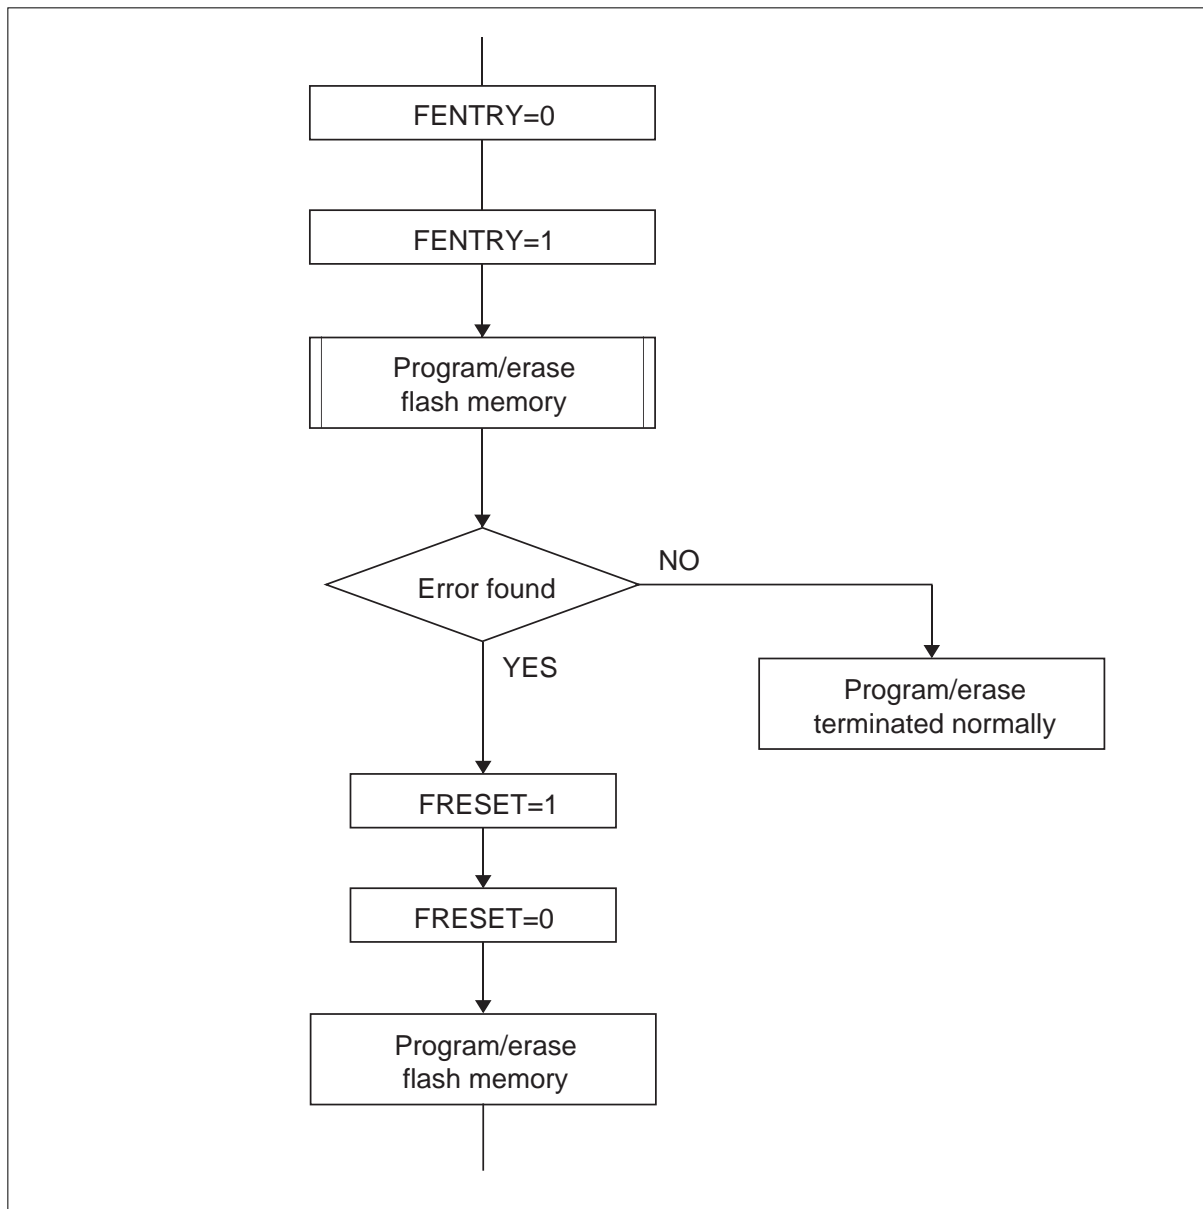 FENTRY=0
FENTRY=1
Program/erase
flash memory
Error found
NO
YES
Program/erase
terminated normally
FRESET=1
FRESET=0
Program/erase
flash memory